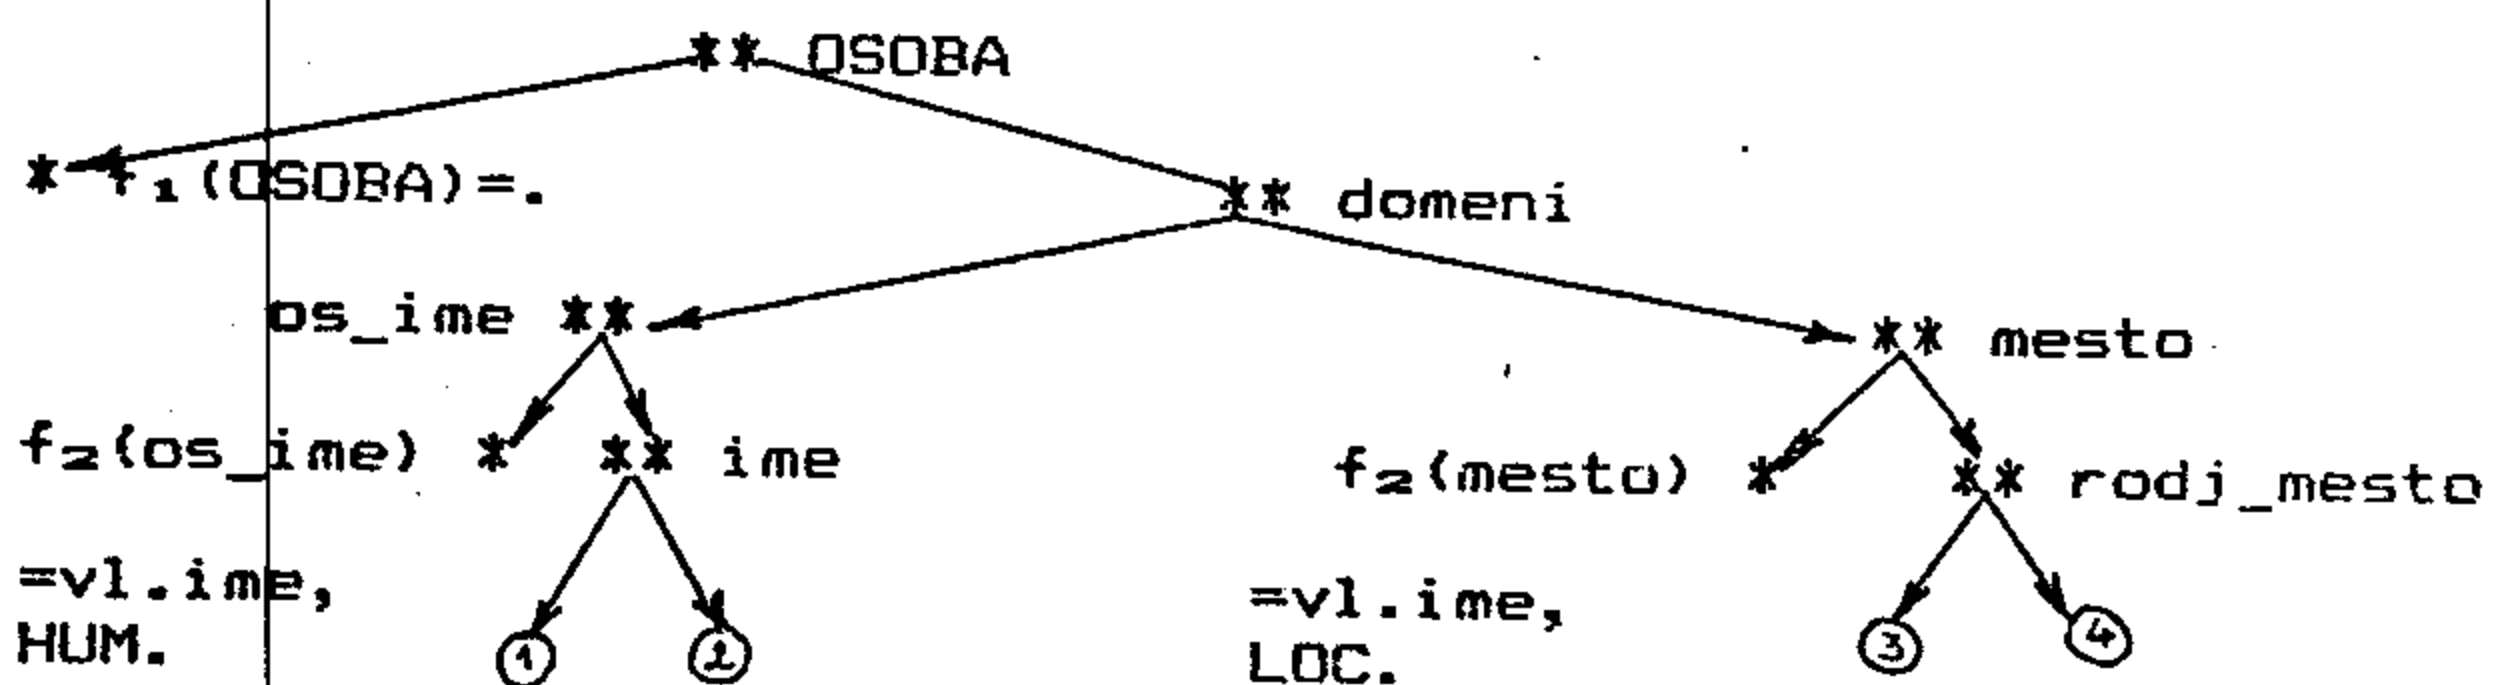 ** OSOBA
* f₁(OSOBA)=.
** domeni
os_ime **
** mesto
f₂(os_ime) * ** ime
f₂(mesto) * ** rodj_mesto
=vl.ime,
HUM.
=vl.ime,
LOC.
1 2
3 4